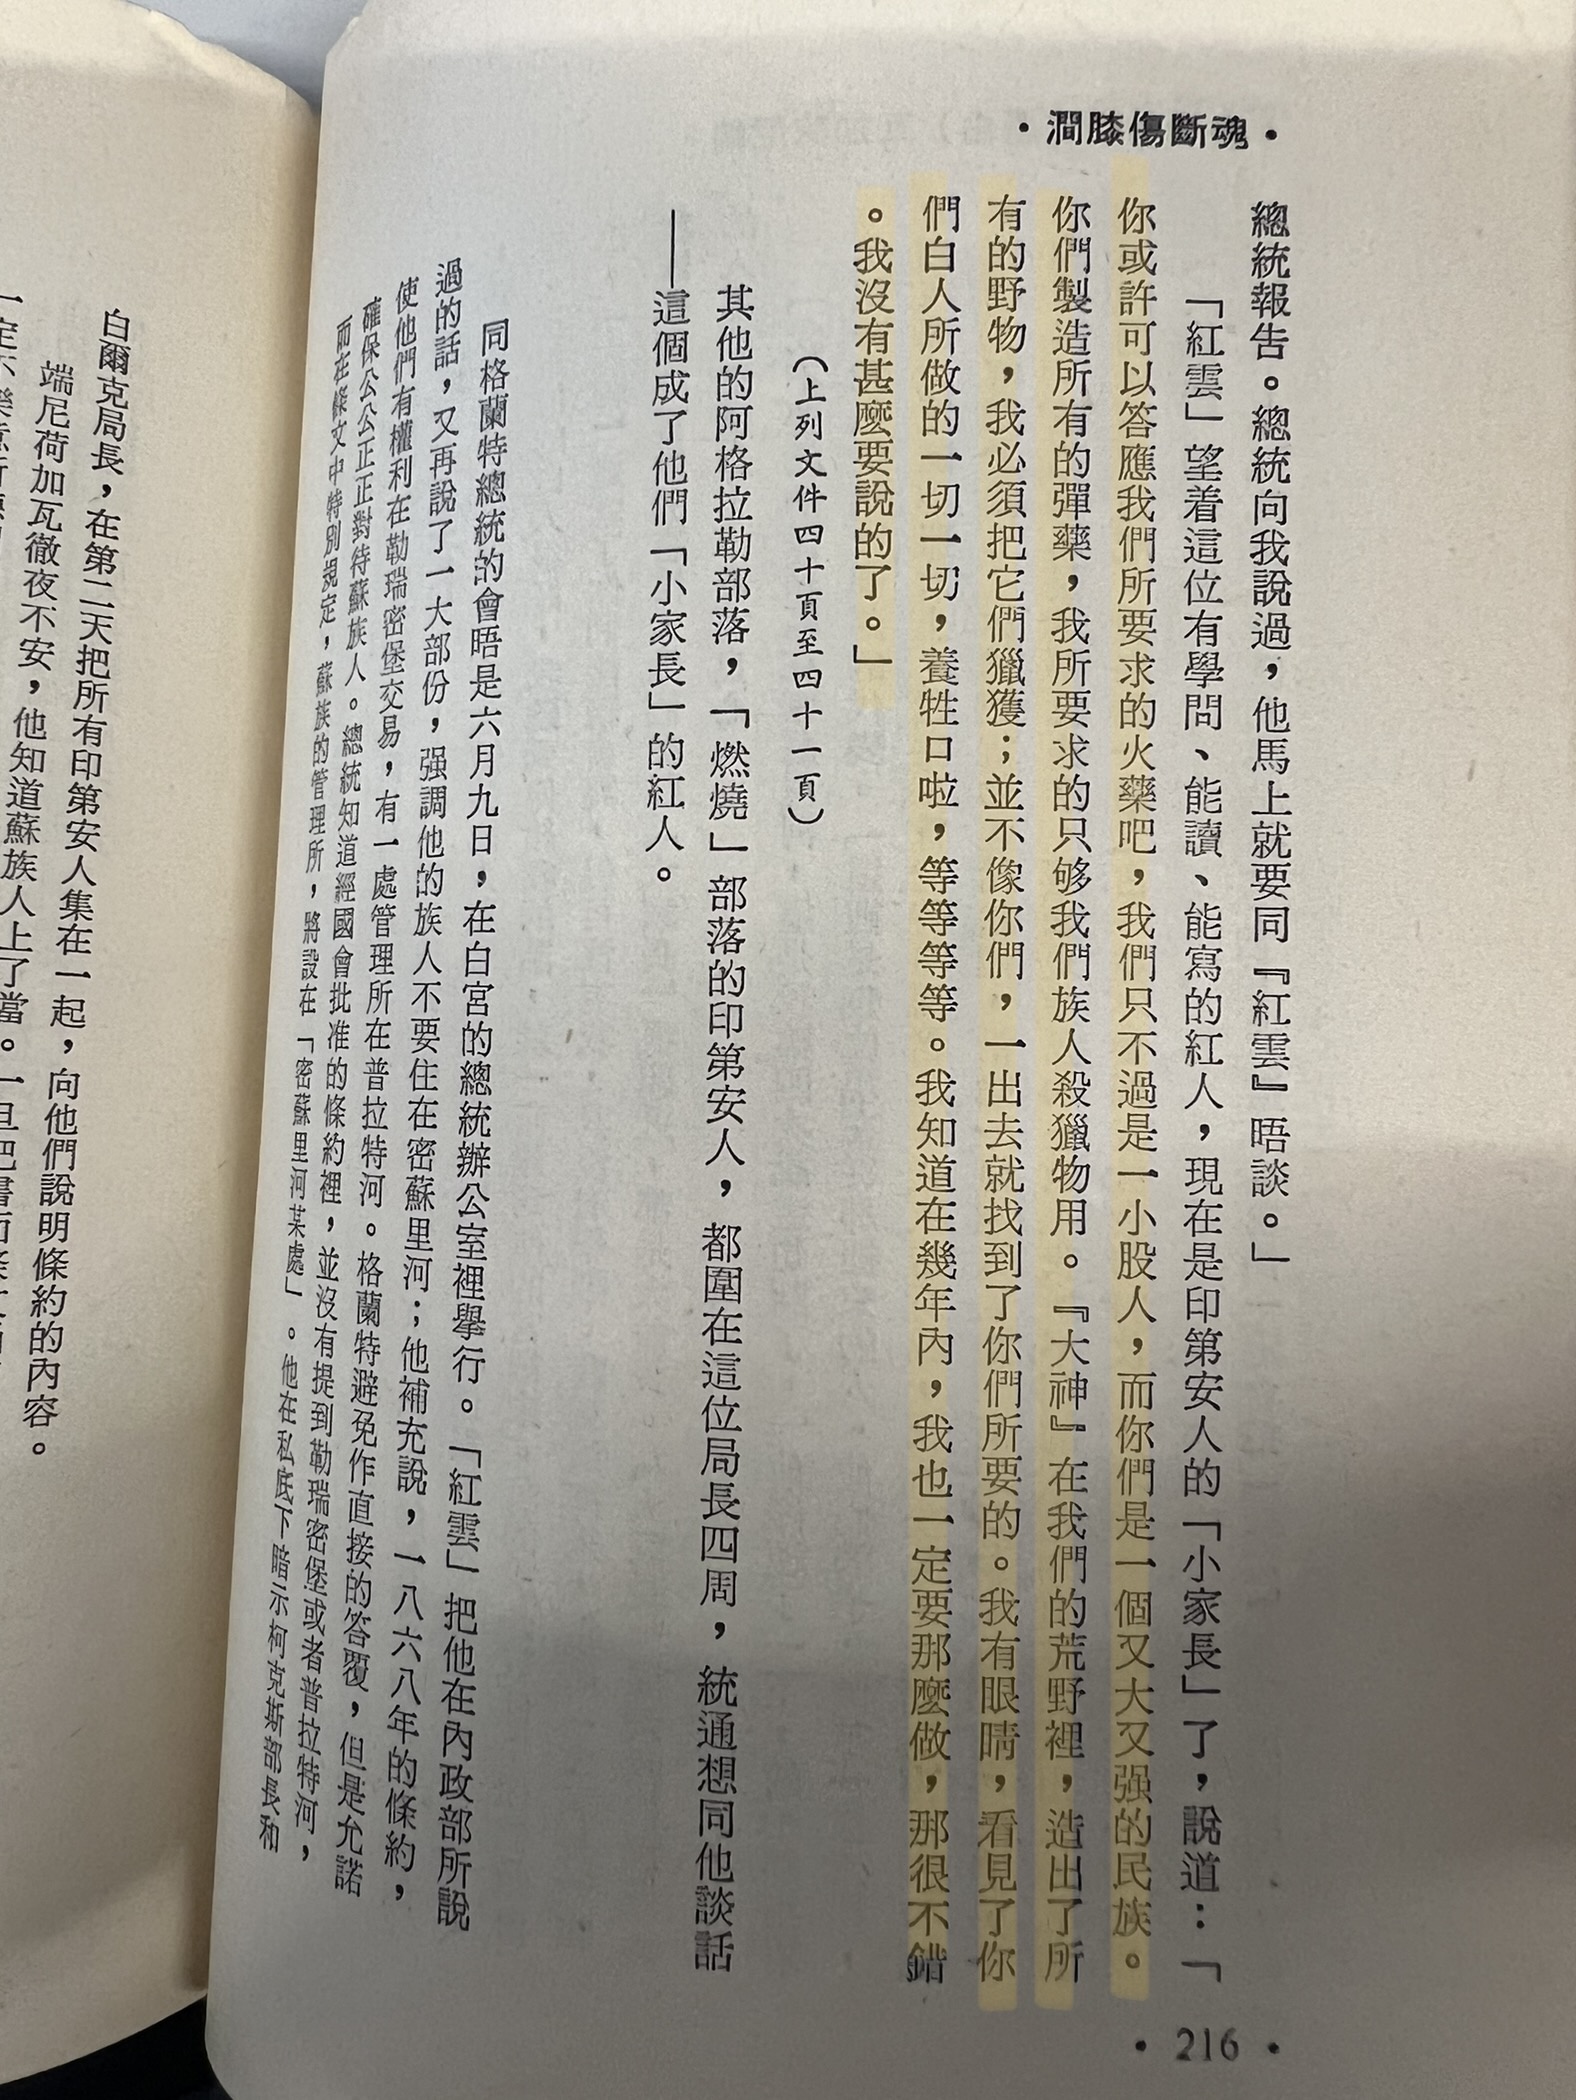 •魂斷傷膝澗•
總統報告。總統向我說過，他馬上就要同『紅雲』晤談。」
「紅雲」望着這位有學問、能讀、能寫的紅人，現在是印第安人的「小家長」了，說道：「
你或許可以答應我們所要求的火藥吧，我們只不過是一小股人，而你們是一個又大又强的民族。
你們製造所有的彈藥，我所要求的只够我們族人殺獵物用。『大神』在我們的荒野裡，造出了所
有的野物，我必須把它們獵獲；並不像你們，一出去就找到了你們所要的。我有眼睛，看見了你
們白人所做的一切一切，養牲口啦，等等等等。我知道在幾年內，我也一定要那麼做，那很不錯
。我沒有甚麼要說的了。」
（上列文件四十頁至四十一頁）
其他的阿格拉勒部落，「燃燒」部落的印第安人，都圍在這位局長四周，統通想同他談話
——這個成了他們「小家長」的紅人。
同格蘭特總統的會晤是六月九日，在白宮的總統辦公室裡舉行。「紅雲」把他在內政部所說
過的話，又再說了一大部份，强調他的族人不要住在密蘇里河；他補充說，一八六八年的條約，
使他們有權利在勒瑞密堡交易，有一處管理所在普拉特河。格蘭特避免作直接的答覆，但是允諾
確保公公正正對待蘇族人。總統知道經國會批准的條約裡，並沒有提到勒瑞密堡或者普拉特河，
而在條文中特別規定，蘇族的管理所，將設在「密蘇里河某處」。他在私底下暗示柯克斯部長和
•216•
白爾克局長，在第二天把所有印第安人集在一起，向他們說明條約的內容。
端尼荷加瓦徹夜不安，他知道蘇族人上了當。一旦把書面條